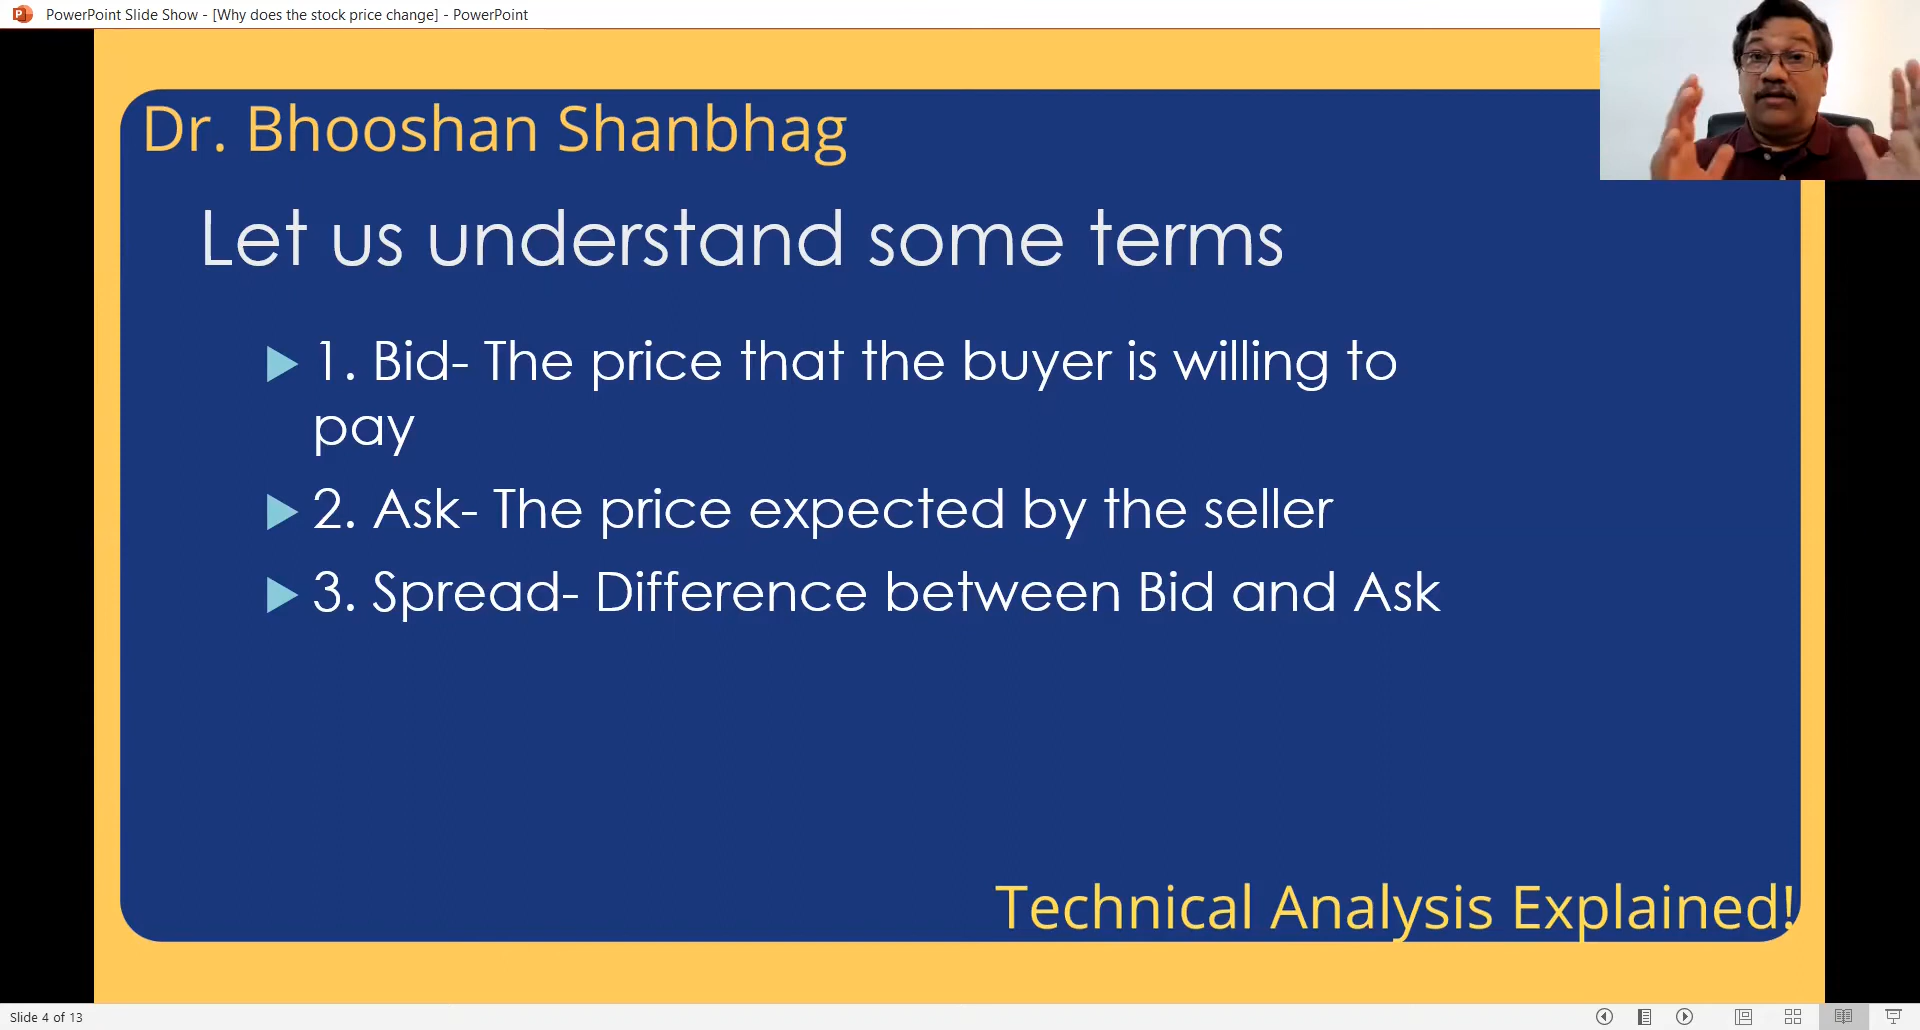 PowerPoint Slide Show - [Why does the stock price change] - PowerPoint
Dr. Bhooshan Shanbhag
Let us understand some terms
1. Bid- The price that the buyer is willing to
pay
2. Ask- The price expected by the seller
3. Spread- Difference between Bid and Ask
Technical Analysis Explained!
Slide 4 of 13